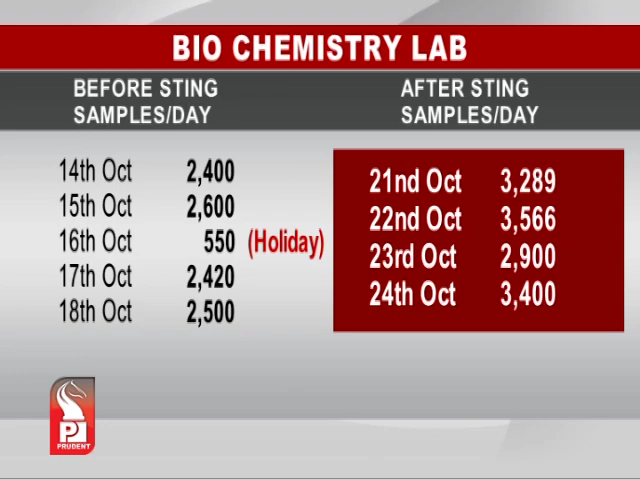 BIO CHEMISTRY LAB
BEFORE STING
SAMPLES/DAY
14th Oct 2,400
15th Oct 2,600
16th Oct 550 (Holiday)
17th Oct 2,420
18th Oct 2,500
AFTER STING
SAMPLES/DAY
21nd Oct 3,289
22nd Oct 3,566
23rd Oct 2,900
24th Oct 3,400
P
PRUDENT